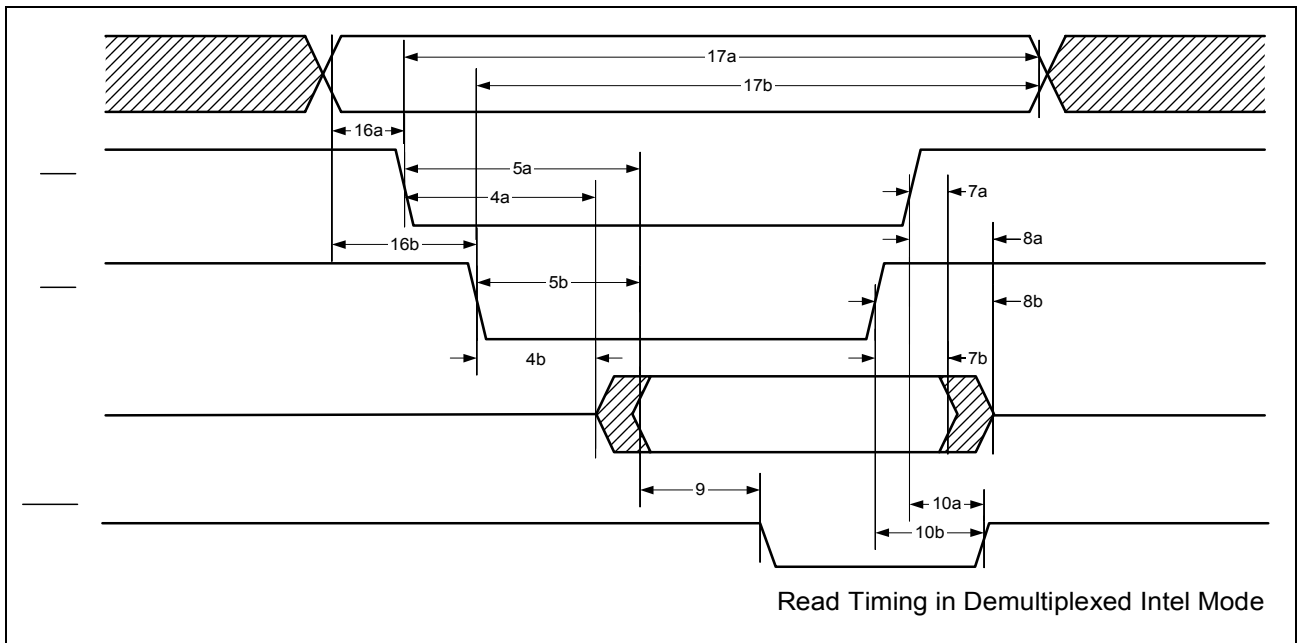 17a
17b
16a
5a
4a
7a
16b
8a
5b
8b
4b
7b
9
10a
10b
Read Timing in Demultiplexed Intel Mode